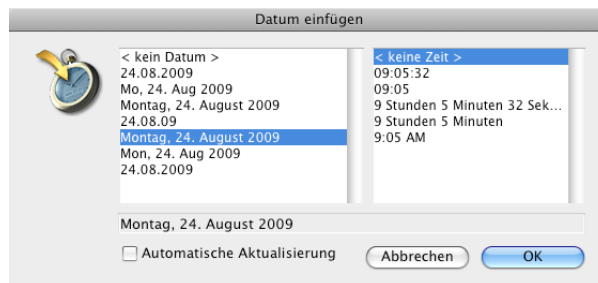 Datum einfügen
< kein Datum >
24.08.2009
Mo, 24. Aug 2009
Montag, 24. August 2009
24.08.09
Montag, 24. August 2009
Mon, 24. Aug 2009
24.08.2009
< keine Zeit >
09:05:32
09:05
9 Stunden 5 Minuten 32 Sek...
9 Stunden 5 Minuten
9:05 AM
Montag, 24. August 2009
Automatische Aktualisierung
Abbrechen
OK